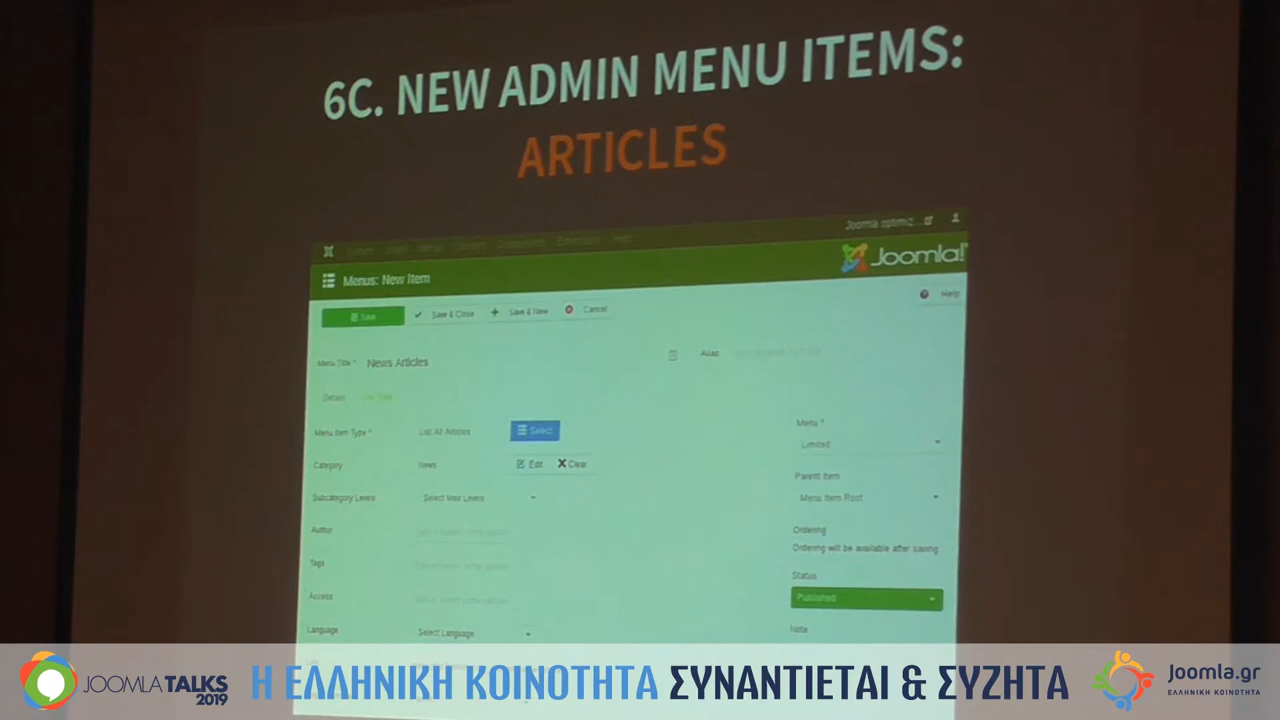 6C. NEW ADMIN MENU ITEMS:
ARTICLES
Joomla optimiz...
Menus: New Item
Joomla!
Save
Save & Close
Save & New
Cancel
Help
Menu Title *
News Articles
Alias
Details
Menu Item Type *
List All Articles
Select
Menu *
Limited
Category
News
Edit
Clear
Parent Item
Menu Item Root
Subcategory Levels
Select Max Levels
Author
Ordering
Ordering will be available after saving
Tags
Status
Published
Access
Note
Language
Select Language
JOOMLA TALKS
2019
Η ΕΛΛΗΝΙΚΗ ΚΟΙΝΟΤΗΤΑ ΣΥΝΑΝΤΙΕΤΑΙ & ΣΥΖΗΤΑ
Joomla.gr
ΕΛΛΗΝΙΚΗ ΚΟΙΝΟΤΗΤΑ